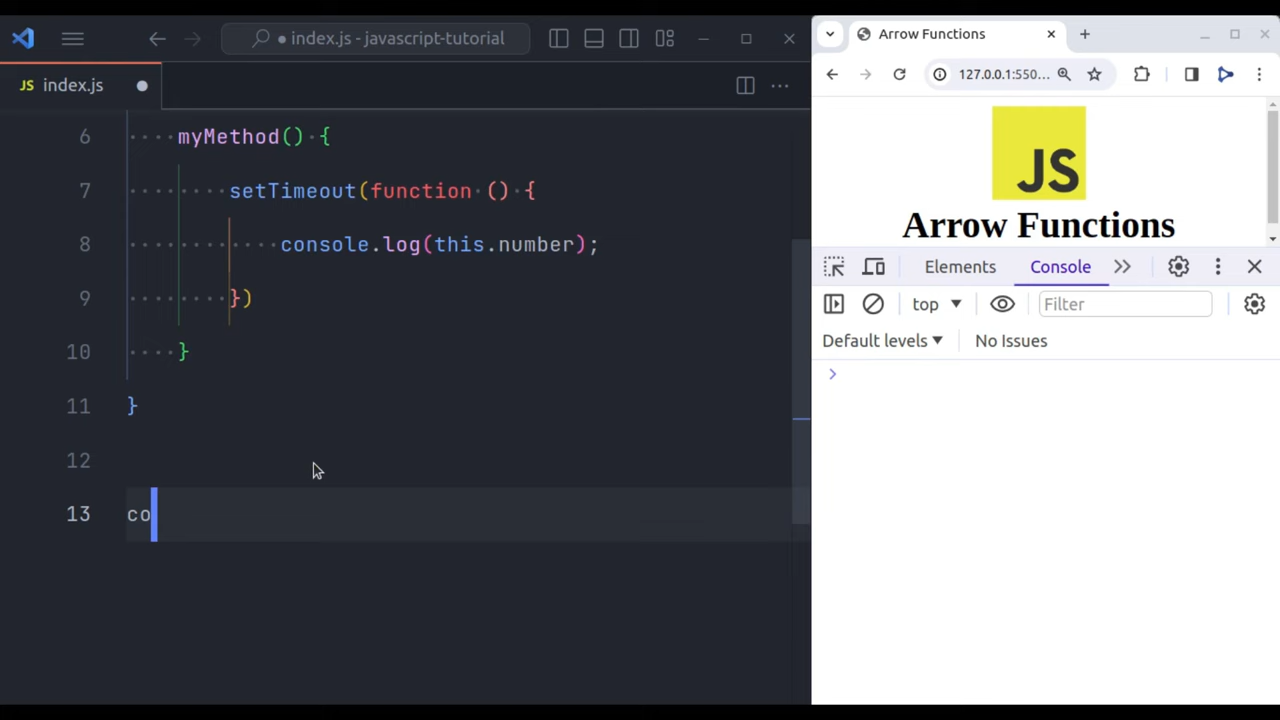 index.js - javascript-tutorial
JS index.js
6 myMethod() {
7 setTimeout(function () {
8 console.log(this.number);
9 })
10 }
11 }
12
13 co
Arrow Functions
127.0.0.1:550...
JS
Arrow Functions
Elements Console
top Filter
Default levels No Issues